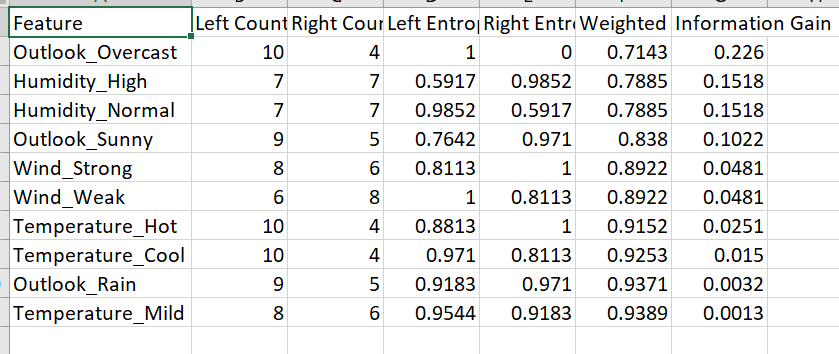 Feature Left Count Right Cour Left Entro Right Entr Weighted Information Gain
Outlook_Overcast 10 4 1 0 0.7143 0.226
Humidity_High 7 7 0.5917 0.9852 0.7885 0.1518
Humidity_Normal 7 7 0.9852 0.5917 0.7885 0.1518
Outlook_Sunny 9 5 0.7642 0.971 0.838 0.1022
Wind_Strong 8 6 0.8113 1 0.8922 0.0481
Wind_Weak 6 8 1 0.8113 0.8922 0.0481
Temperature_Hot 10 4 0.8813 1 0.9152 0.0251
Temperature_Cool 10 4 0.971 0.8113 0.9253 0.015
Outlook_Rain 9 5 0.9183 0.971 0.9371 0.0032
Temperature_Mild 8 6 0.9544 0.9183 0.9389 0.0013